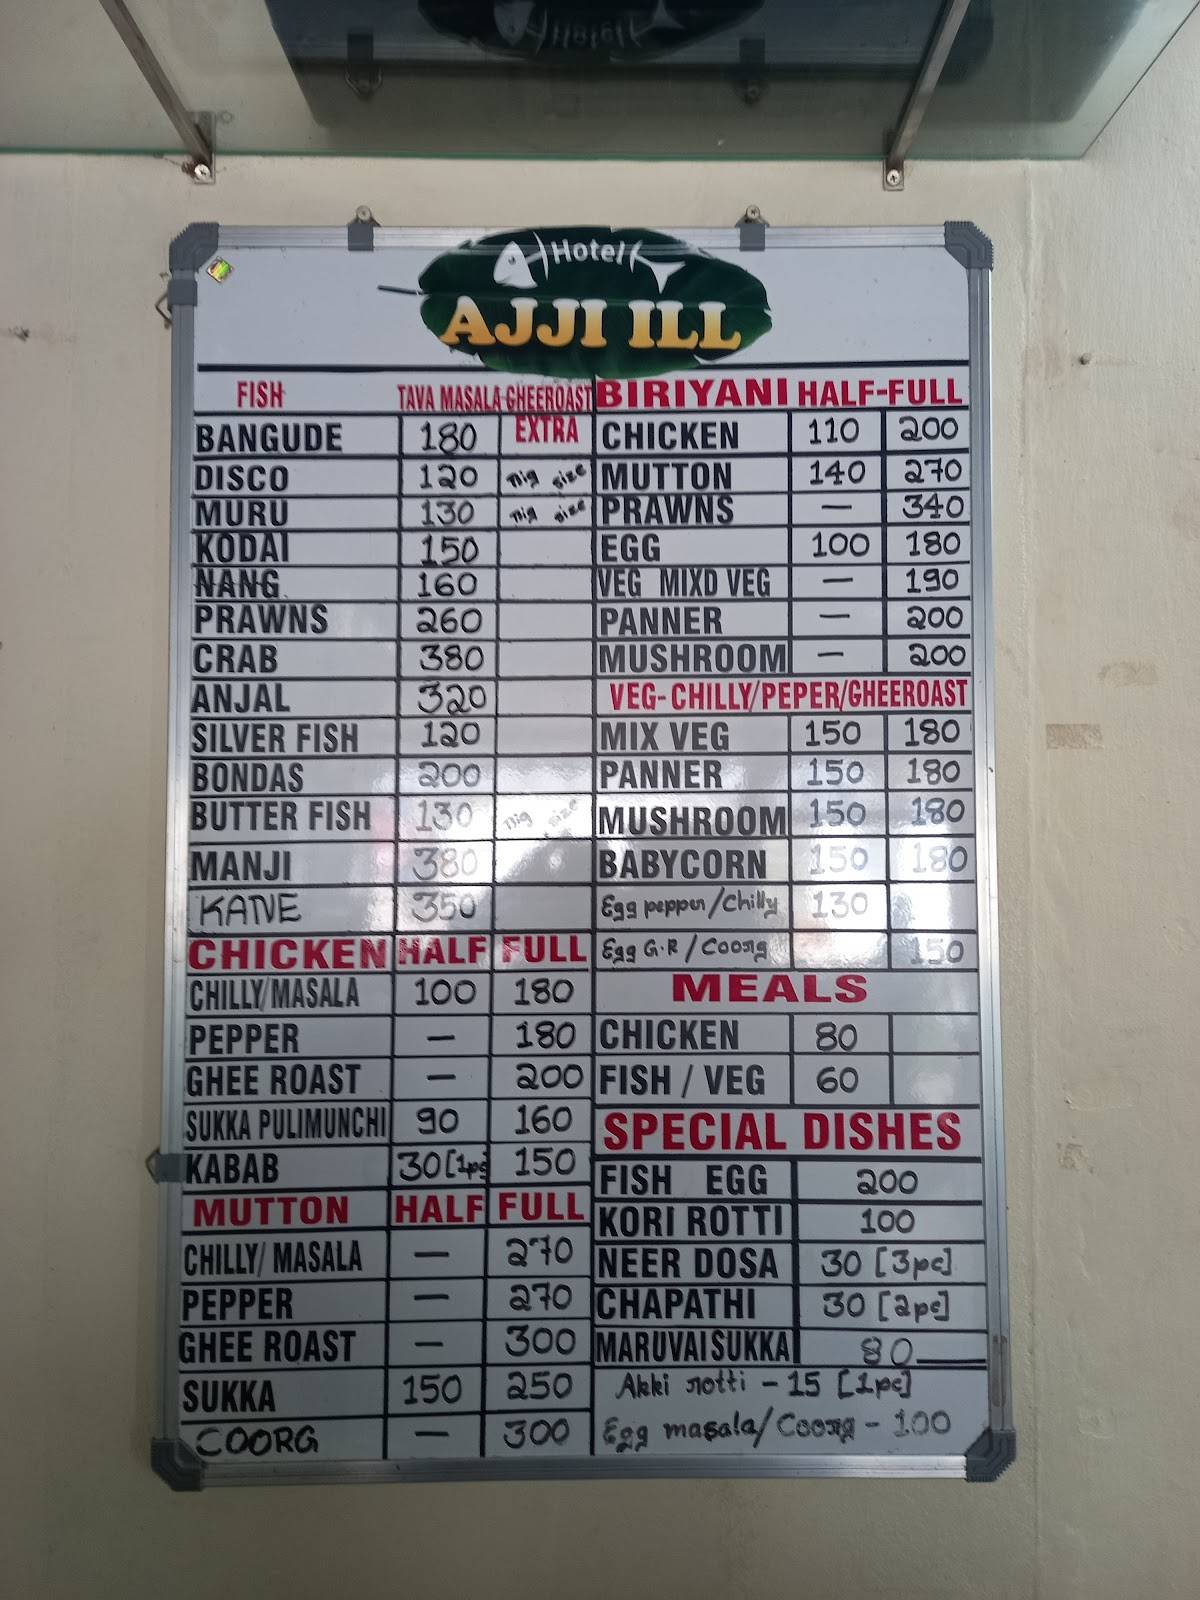 Hotel
AJJI ILL
FISH TAVA MASALA GHEEROAST EXTRA
BANGUDE 180
DISCO 120 Big size
MURU 130 Big size
KODAI 150
NANG 160
PRAWNS 260
CRAB 380
ANJAL 320
SILVER FISH 120
BONDAS 200
BUTTER FISH 130 Big size
MANJI 380
KANE 350
CHICKEN HALF FULL
CHILLY/MASALA 100 180
PEPPER — 180
GHEE ROAST — 200
SUKKA PULIMUNCHI 90 160
KABAB 30 [1pc 150
MUTTON HALF FULL
CHILLY/ MASALA — 270
PEPPER — 270
GHEE ROAST — 300
SUKKA 150 250
COORG — 300
BIRIYANI HALF-FULL
CHICKEN 110 200
MUTTON 140 270
PRAWNS — 340
EGG 100 180
VEG MIXD VEG — 190
PANNER — 200
MUSHROOM — 200
VEG-CHILLY/PEPER/GHEEROAST
MIX VEG 150 180
PANNER 150 180
MUSHROOM 150 180
BABYCORN 150 180
Egg pepper/Chilly 130
Egg G.R/Coorg 150
MEALS
CHICKEN 80
FISH / VEG 60
SPECIAL DISHES
FISH EGG 200
KORI ROTTI 100
NEER DOSA 30 [3pc]
CHAPATHI 30 [2pc]
MARUVAI SUKKA 80
Akki rotti - 15 [1pc]
Egg masala/Coorg - 100